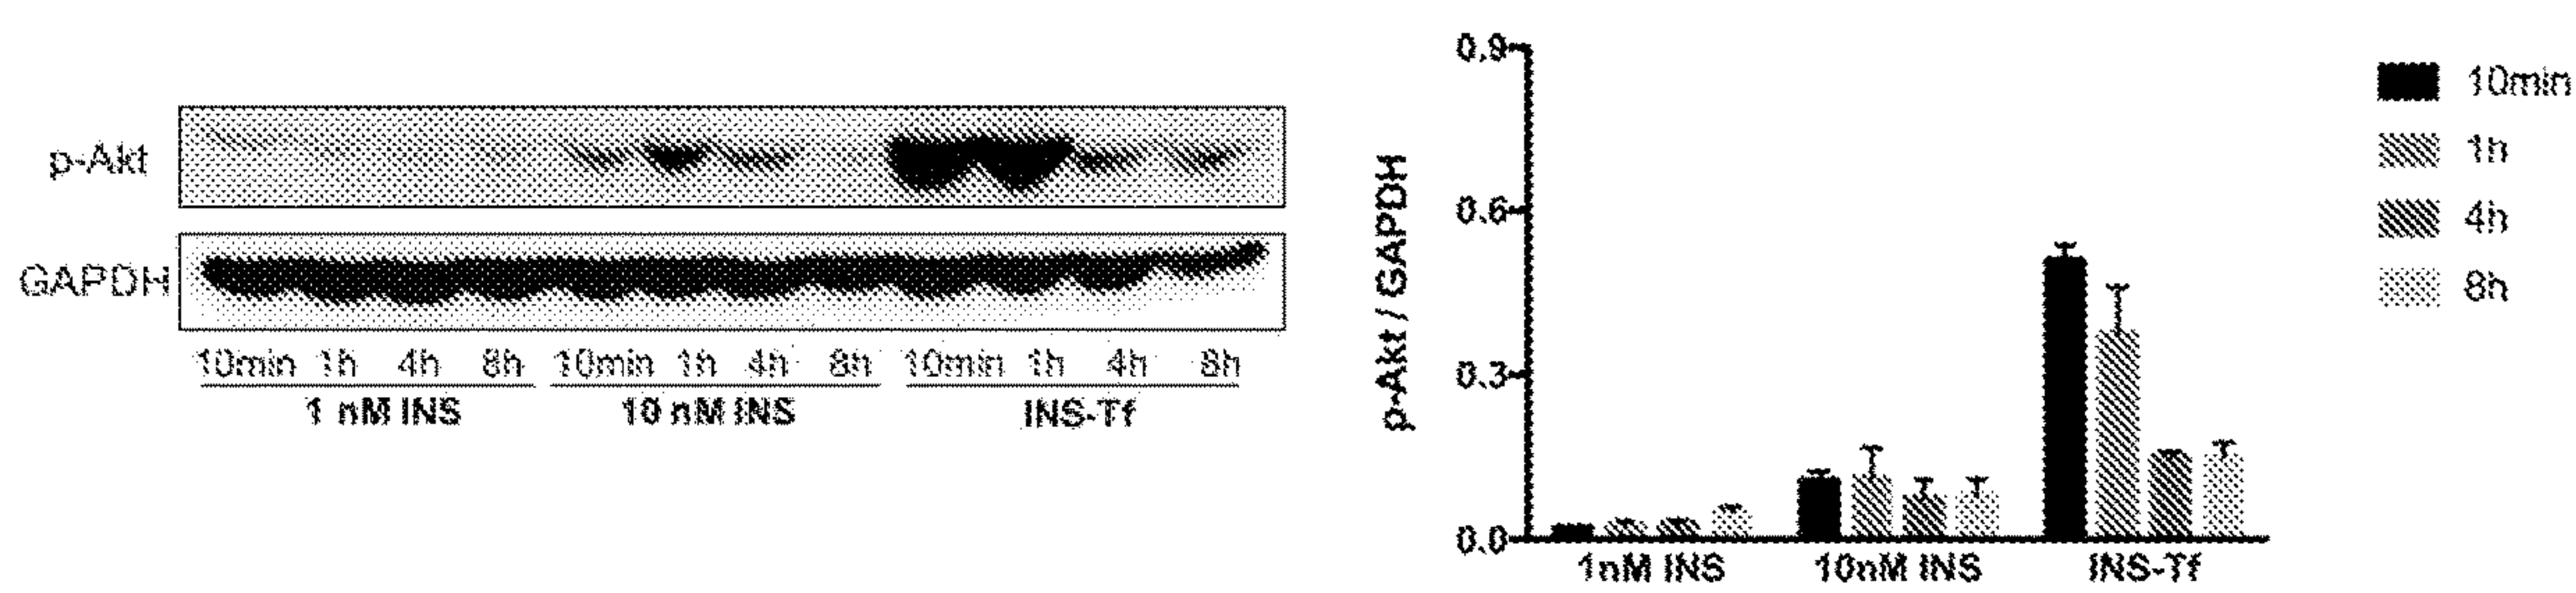 p-Akt
GAPDH
10min 1h 4h 8h 10min 1h 4h 8h 10min 1h 4h 8h
1 nM INS 10 nM INS INS-Tf
p-Akt / GAPDH
0.9
0.6
0.3
0.0
1nM INS 10nM INS INS-Tf
10min
1h
4h
8h